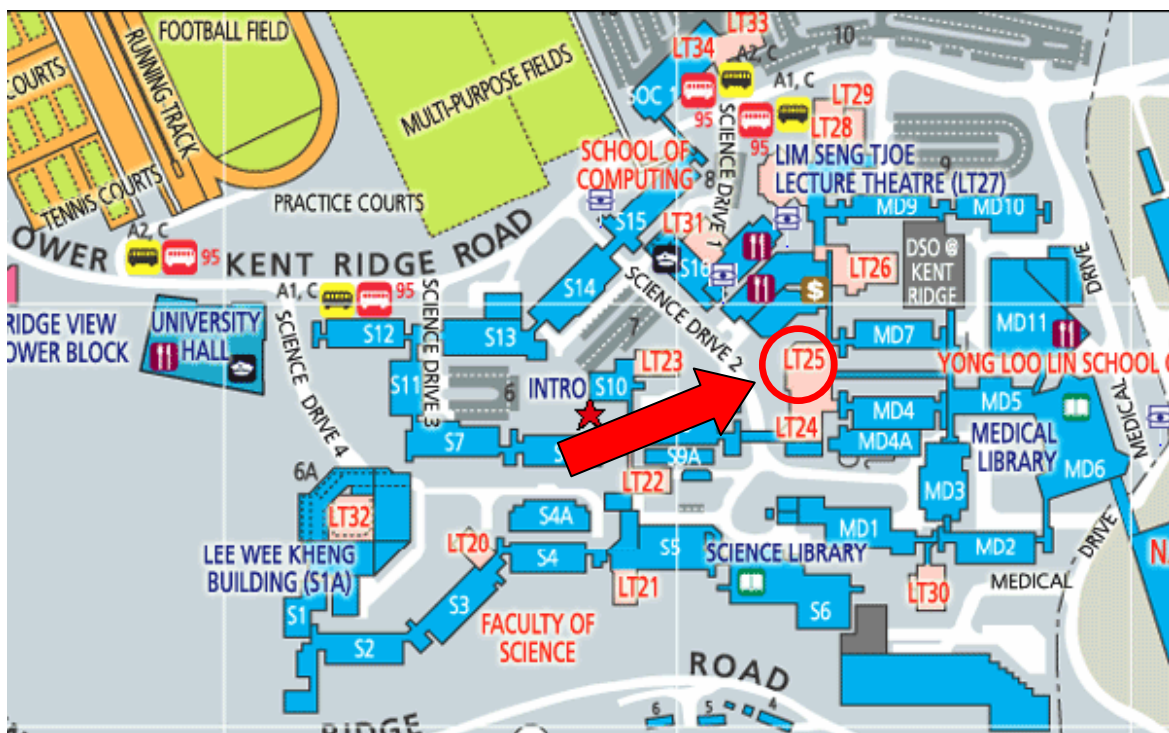 FOOTBALL FIELD
RUNNING TRACK
COURTS
TENNIS COURTS
MULTI-PURPOSE FIELDS
PRACTICE COURTS
LT33
LT34
A2, C
10
SOC 1
95
A1, C
95
LT29
LT28
SCIENCE DRIVE 1
SCHOOL OF
COMPUTING
8
LIM SENG TJOE
LECTURE THEATRE (LT27)
9
MD9
MD10
S15
LT31
S16
DSO @
KENT
RIDGE
LT26
$
DRIVE
OWER KENT RIDGE ROAD
A2, C
95
A1, C
95
S14
SCIENCE DRIVE 2
7
RIDGE VIEW
OWER BLOCK
UNIVERSITY
HALL
SCIENCE DRIVE 4
S12
SCIENCE DRIVE 3
S13
S11
6
INTRO
S10
LT23
LT25
LT24
MD7
MD11
YONG LOO LIN SCHOOL
MD4
MD4A
MD5
MEDICAL
LIBRARY
MD6
MEDICAL
S7
S9A
LT22
MD3
6A
LT32
LEE WEE KHENG
BUILDING (S1A)
S4A
S4
S5
LT20
LT21
SCIENCE LIBRARY
MD1
MD2
DRIVE
N
MEDICAL
LT30
S1
S2
S3
S6
FACULTY OF
SCIENCE
ROAD
RIDGE
6
5
4